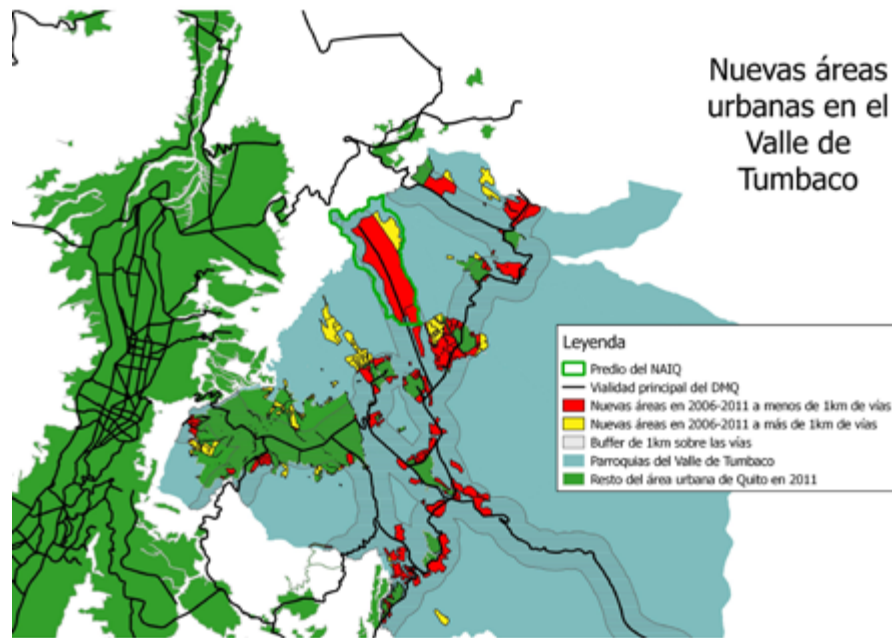 Nuevas áreas
urbanas en el
Valle de
Tumbaco
Leyenda
Predio del NAIQ
Vialidad principal del DMQ
Nuevas áreas en 2006-2011 a menos de 1km de vías
Nuevas áreas en 2006-2011 a más de 1km de vías
Buffer de 1km sobre las vías
Parroquias del Valle de Tumbaco
Resto del área urbana de Quito en 2011